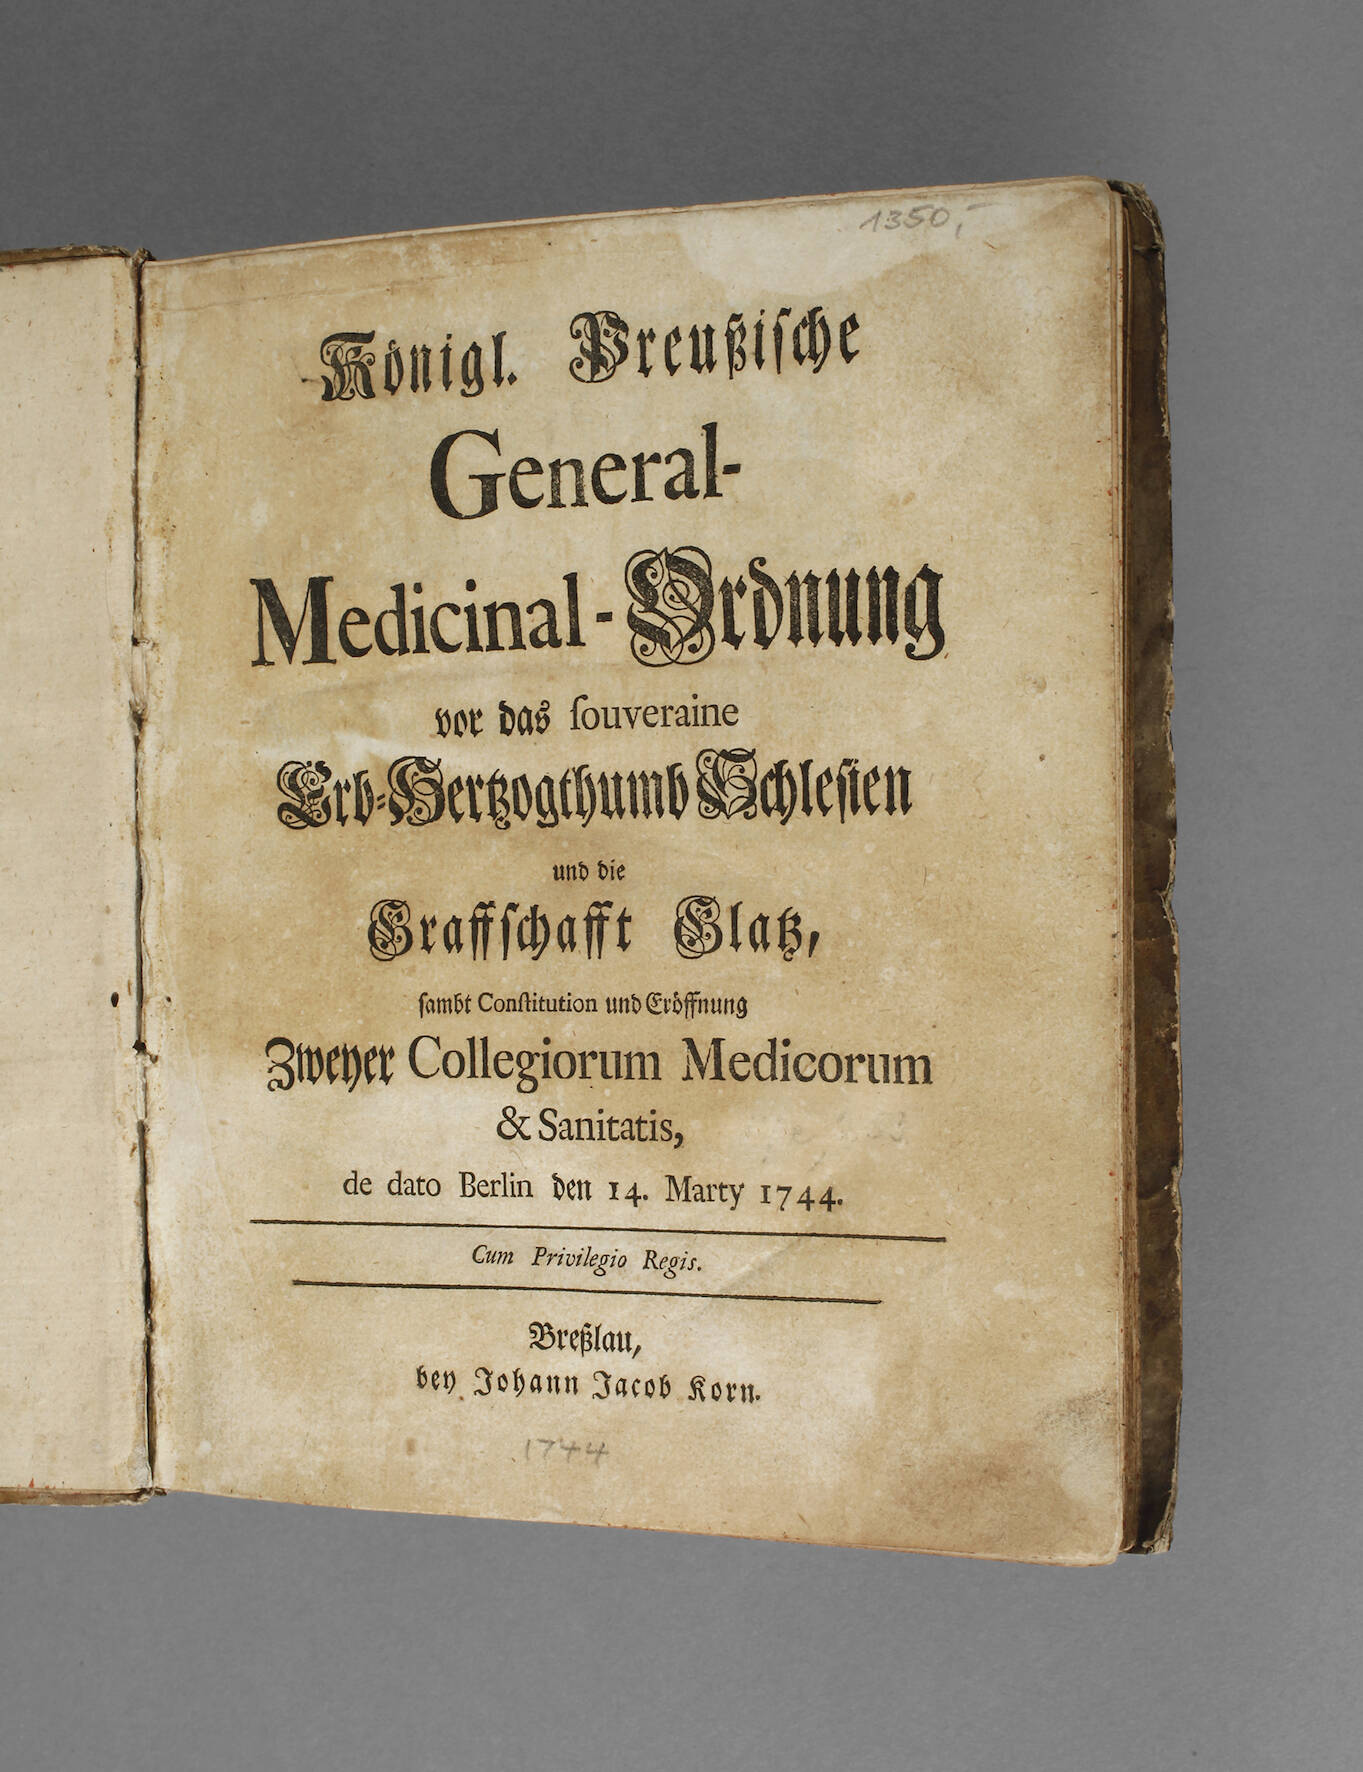 1350,-
Königl. Preußiſche
General-
Medicinal-Ordnung
vor das ſouveraine
Erb-Hertzogthumb Schleſien
und die
Graffſchafft Glatz,
ſambt Conſtitution und Eröffnung
Zweyer Collegiorum Medicorum
& Sanitatis,
de dato Berlin den 14. Marty 1744.
Cum Privilegio Regis.
Breßlau,
bey Johann Jacob Korn.
1744